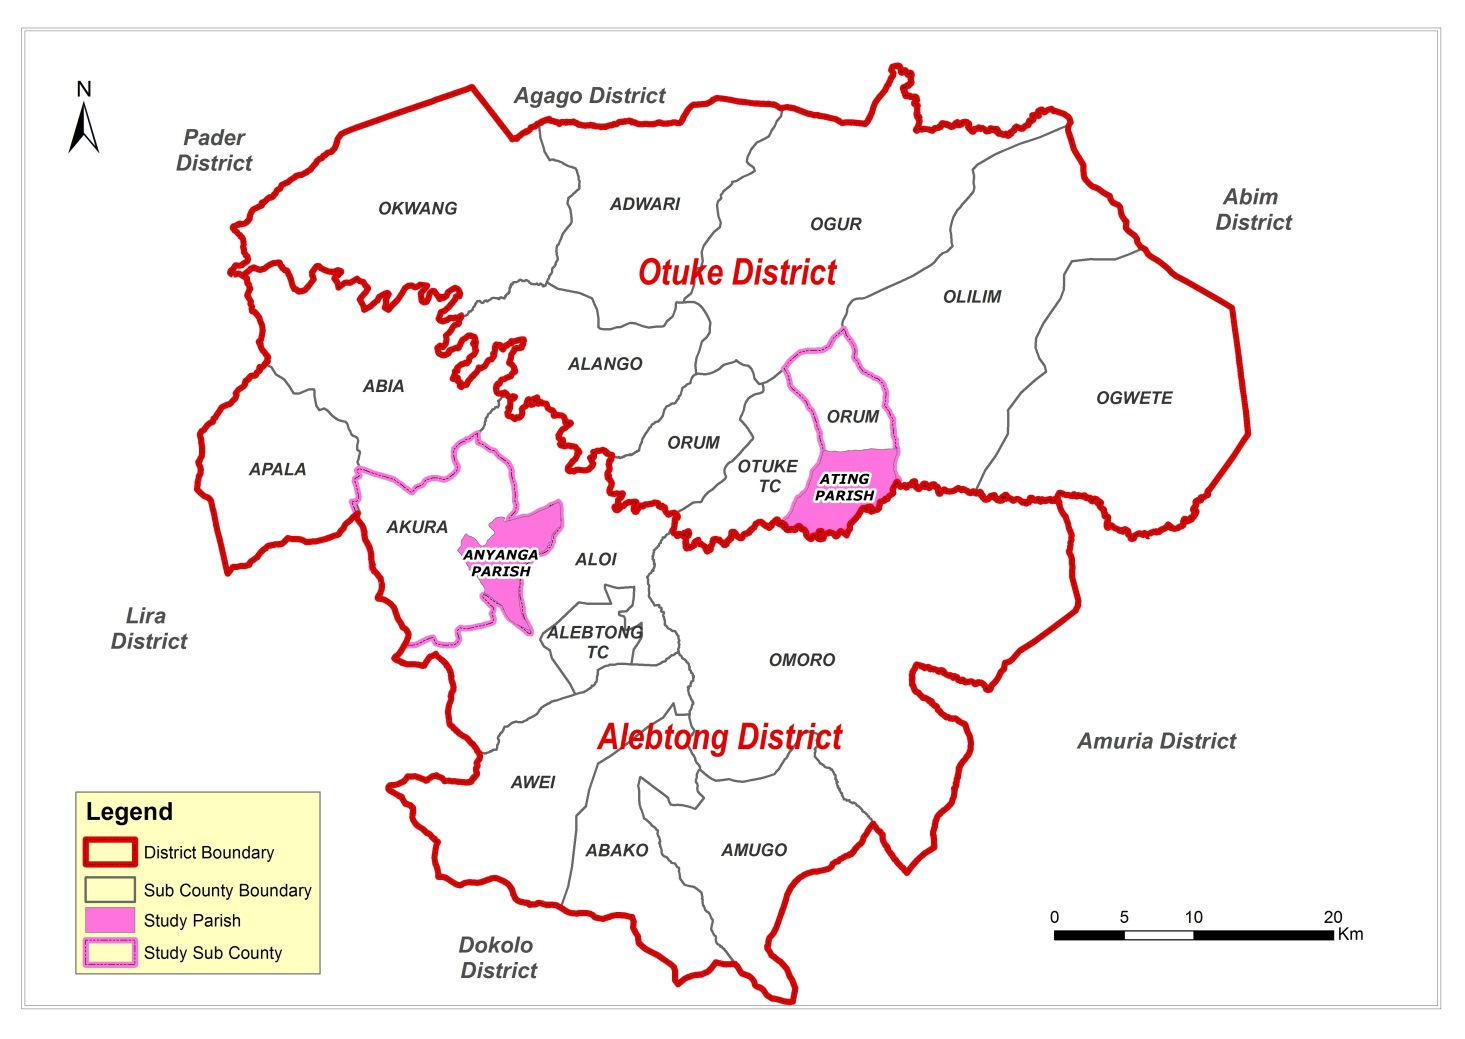 N
Agago District
Pader
District
Abim
District
OKWANG
ADWARI
OGUR
Otuke District
OLILIM
ALANGO
ABIA
OGWETE
ORUM
ORUM
APALA
OTUKE
TC
ATING
PARISH
AKURA
ANYANGA
PARISH
ALOI
Lira
District
ALEBTONG
TC
OMORO
Alebtong District
Amuria District
AWEI
ABAKO
AMUGO
Legend
District Boundary
Sub County Boundary
Study Parish
Study Sub County
Dokolo
District
0 5 10 20
Km